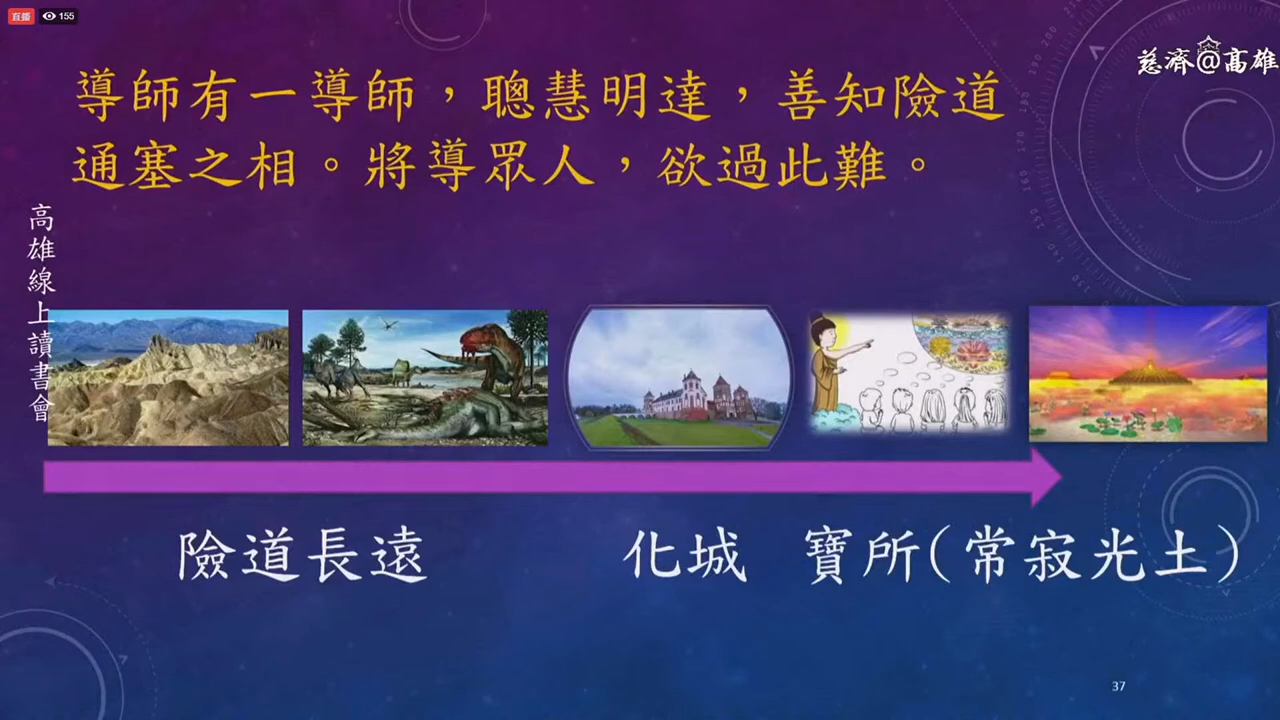 直播 155
慈濟@高雄
導師有一導師，聰慧明達，善知險道
通塞之相。將導眾人，欲過此難。
高雄線上讀書會
險道長遠
化城
寶所(常寂光土)
37